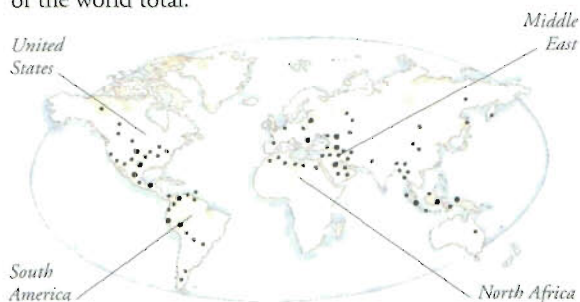 of the world total.
Middle
East
United
States
South
America
North Africa